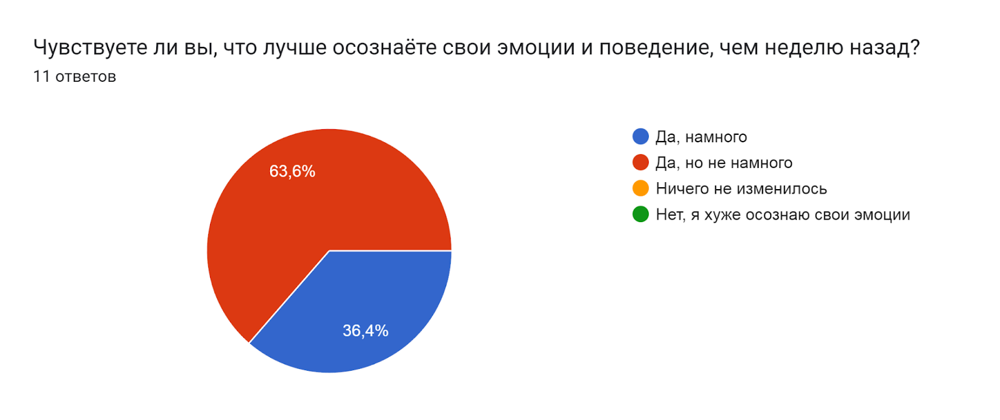 Чувствуете ли вы, что лучше осознаёте свои эмоции и поведение, чем неделю назад?
11 ответов
63,6%
36,4%
Да, намного
Да, но не намного
Ничего не изменилось
Нет, я хуже осознаю свои эмоции